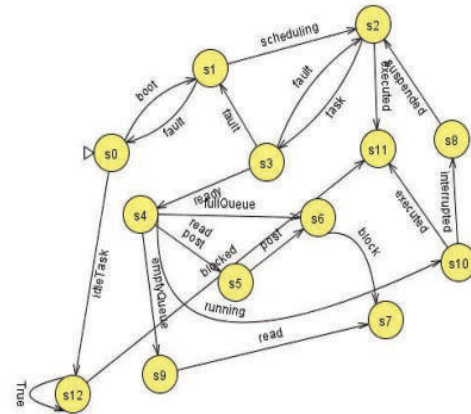 s2
scheduling
s1
boot
fault
executed
suspended
fault
task
fault
s0
s3
s11
s8
ready
fullQueue
s4
s6
read
post
interrupted
executed
blocked
post
block
IdleTask
s5
s10
emptyQueue
running
s7
read
s9
s12
True